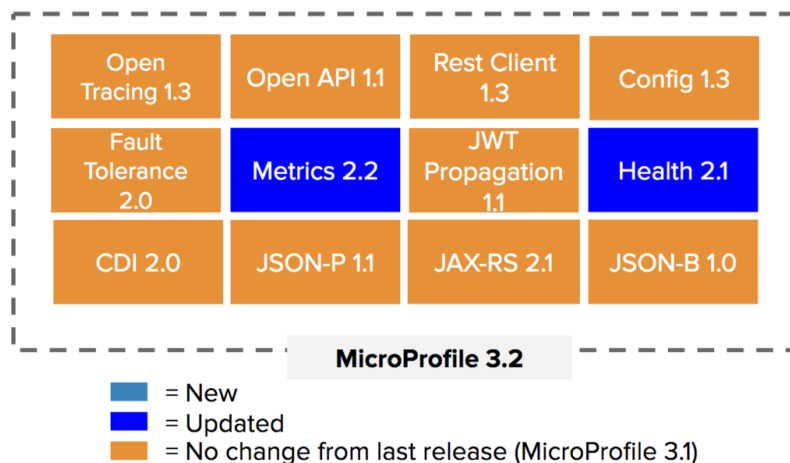 Open
Tracing 1.3
Open API 1.1
Rest Client
1.3
Config 1.3
Fault
Tolerance
2.0
Metrics 2.2
JWT
Propagation
1.1
Health 2.1
CDI 2.0
JSON-P 1.1
JAX-RS 2.1
JSON-B 1.0
MicroProfile 3.2
= New
= Updated
= No change from last release (MicroProfile 3.1)